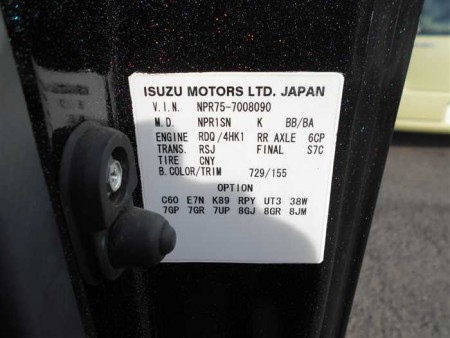 ISUZU MOTORS LTD. JAPAN
V.I.N. NPR75-7008090
M.D. NPR1SN K BB/BA
ENGINE RDQ/4HK1 RR AXLE 6CP
TRANS. RSJ FINAL S7C
TIRE CNY
B.COLOR/TRIM 729/155
OPTION
C60 E7N K89 RPY UT3 38W
7GP 7GR 7UP 8GJ 8GR 8JM